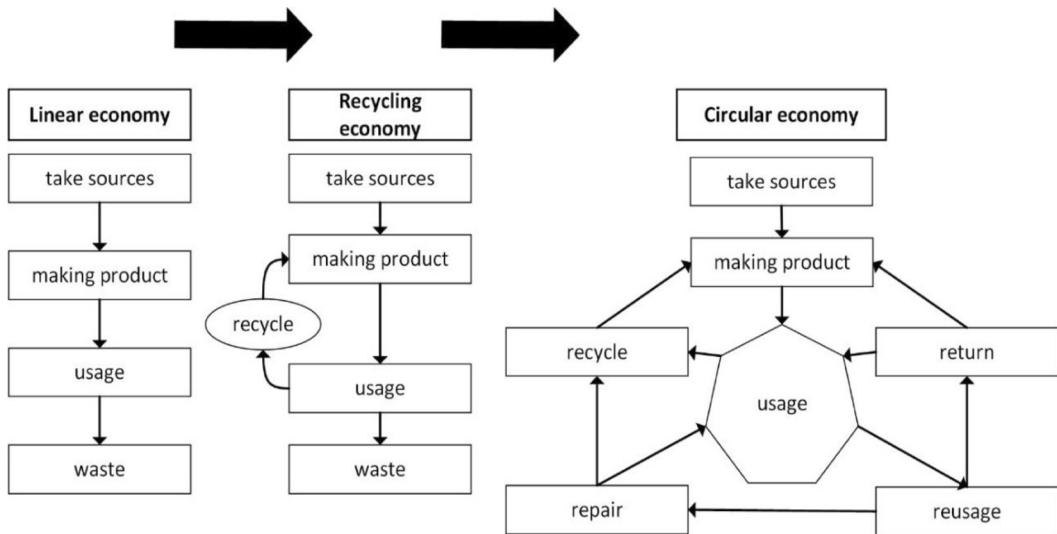 Linear economy
take sources
making product
usage
waste
Recycling
economy
take sources
making product
recycle
usage
waste
Circular economy
take sources
making product
recycle
return
usage
repair
reusage